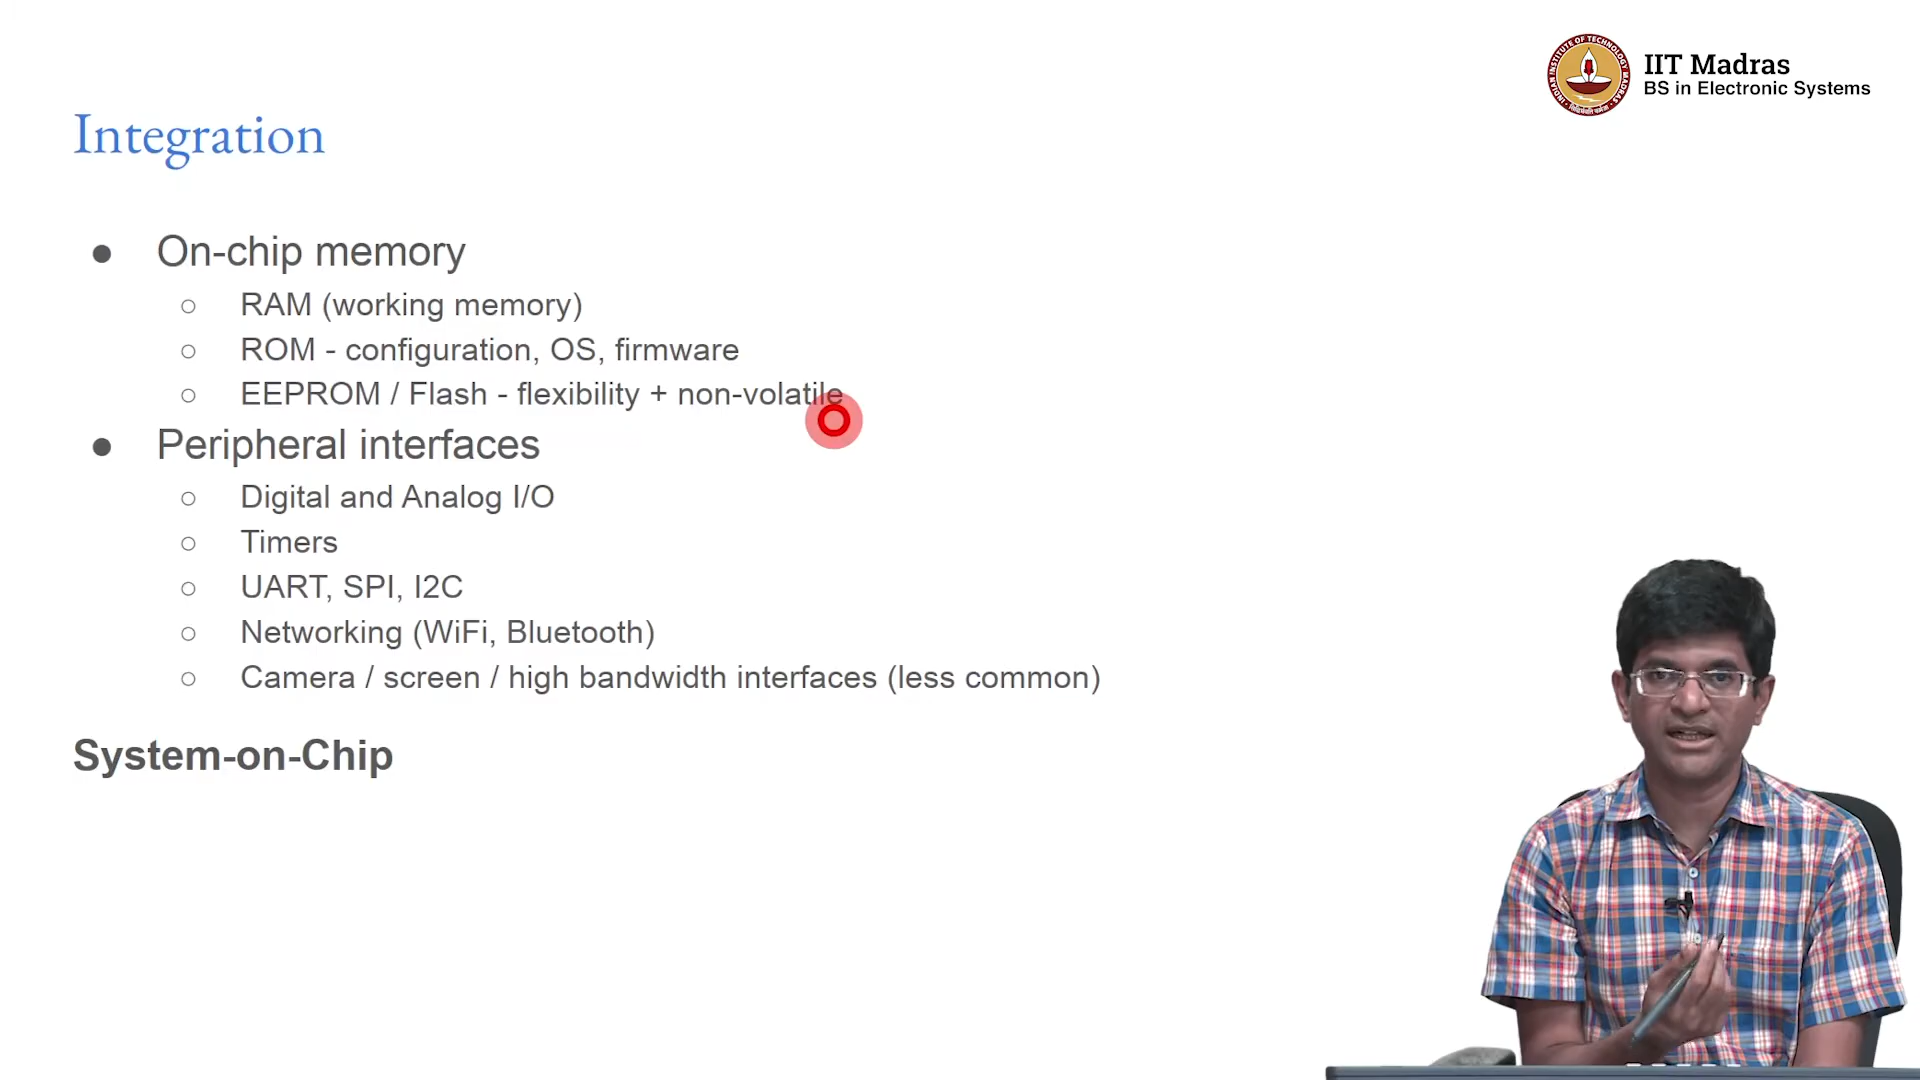 IIT Madras
BS in Electronic Systems
Integration
● On-chip memory
○ RAM (working memory)
○ ROM - configuration, OS, firmware
○ EEPROM / Flash - flexibility + non-volatile
● Peripheral interfaces
○ Digital and Analog I/O
○ Timers
○ UART, SPI, I2C
○ Networking (WiFi, Bluetooth)
○ Camera / screen / high bandwidth interfaces (less common)
System-on-Chip